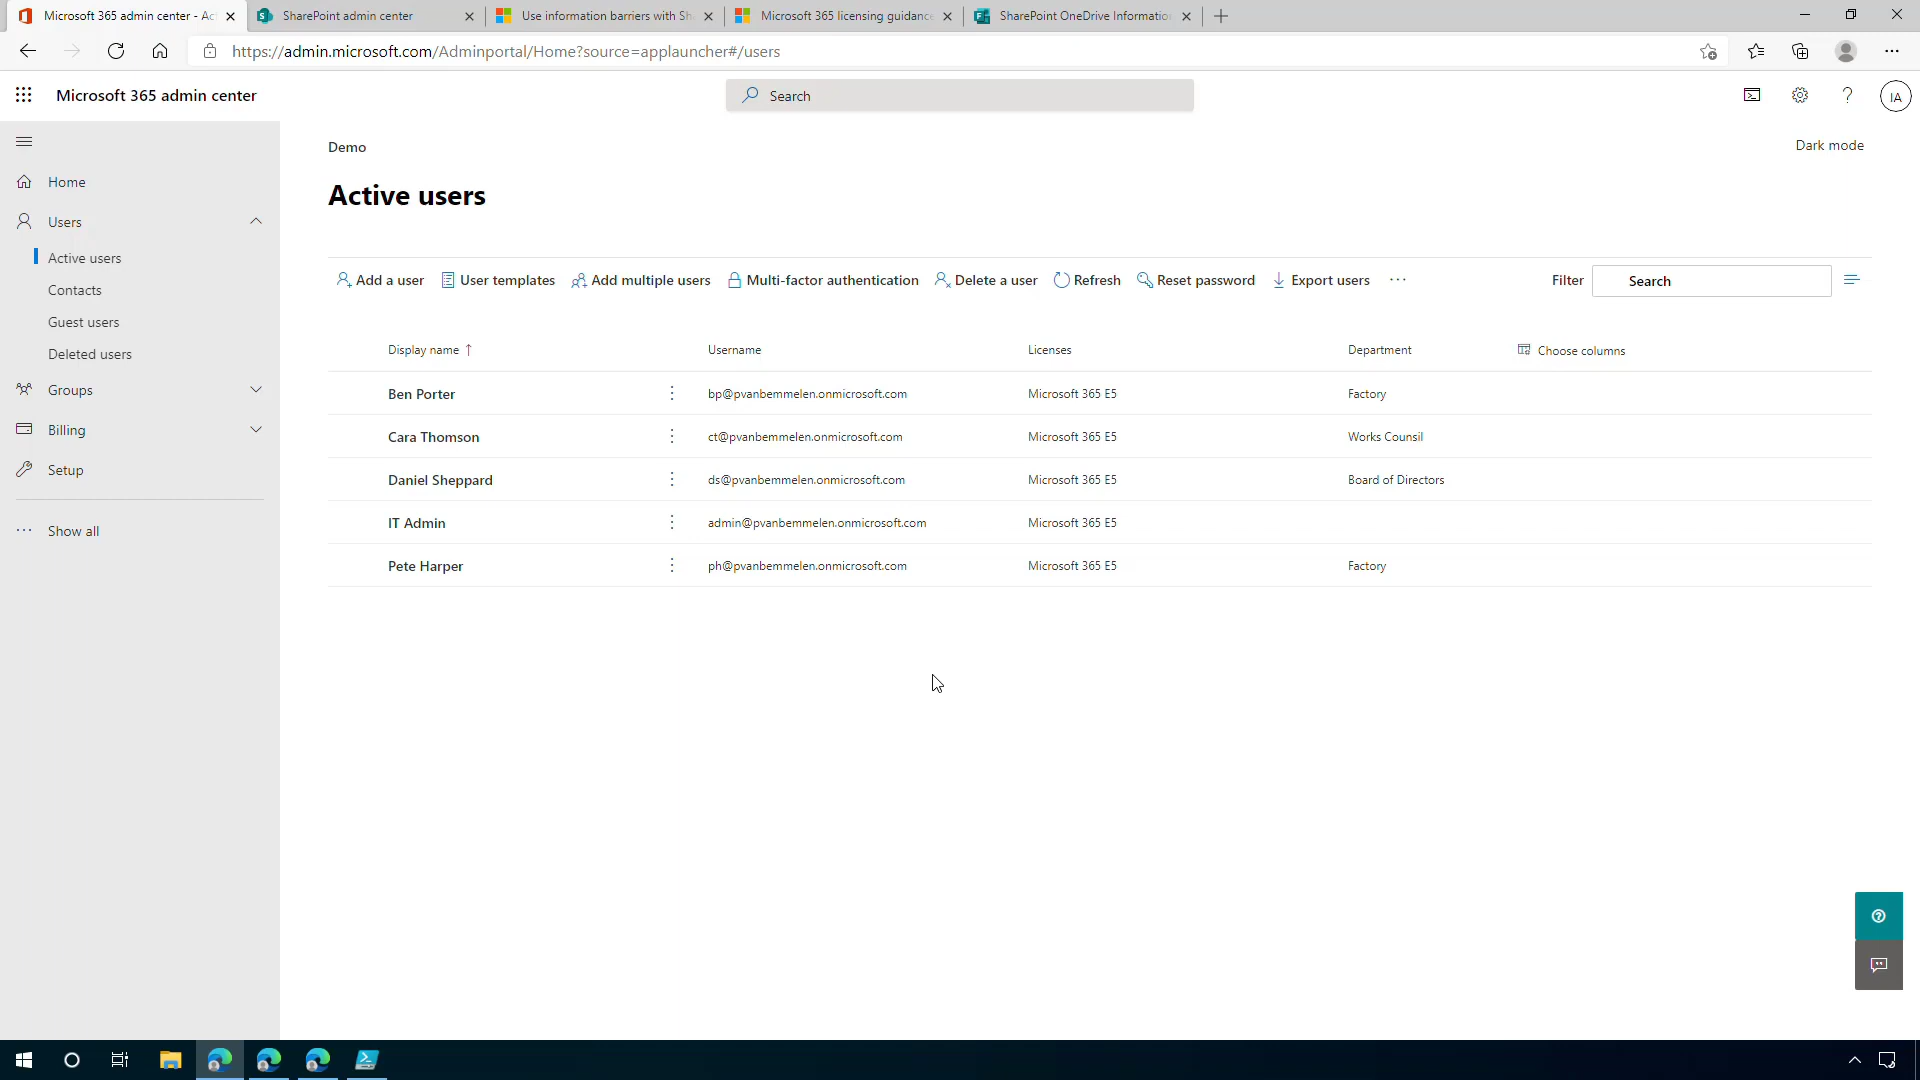 Microsoft 365 admin center - Ac
SharePoint admin center
Use information barriers with Sh
Microsoft 365 licensing guidance
SharePoint OneDrive Informatio
https://admin.microsoft.com/Adminportal/Home?source=applauncher#/users
Microsoft 365 admin center
Search
IA
Demo
Dark mode
Home
Active users
Users
Active users
Contacts
Guest users
Deleted users
Groups
Billing
Setup
Show all
Add a user
User templates
Add multiple users
Multi-factor authentication
Delete a user
Refresh
Reset password
Export users
Filter
Search
Display name ↑ Username Licenses Department Choose columns
Ben Porter bp@pvanbemmelen.onmicrosoft.com Microsoft 365 E5 Factory
Cara Thomson ct@pvanbemmelen.onmicrosoft.com Microsoft 365 E5 Works Counsil
Daniel Sheppard ds@pvanbemmelen.onmicrosoft.com Microsoft 365 E5 Board of Directors
IT Admin admin@pvanbemmelen.onmicrosoft.com Microsoft 365 E5
Pete Harper ph@pvanbemmelen.onmicrosoft.com Microsoft 365 E5 Factory